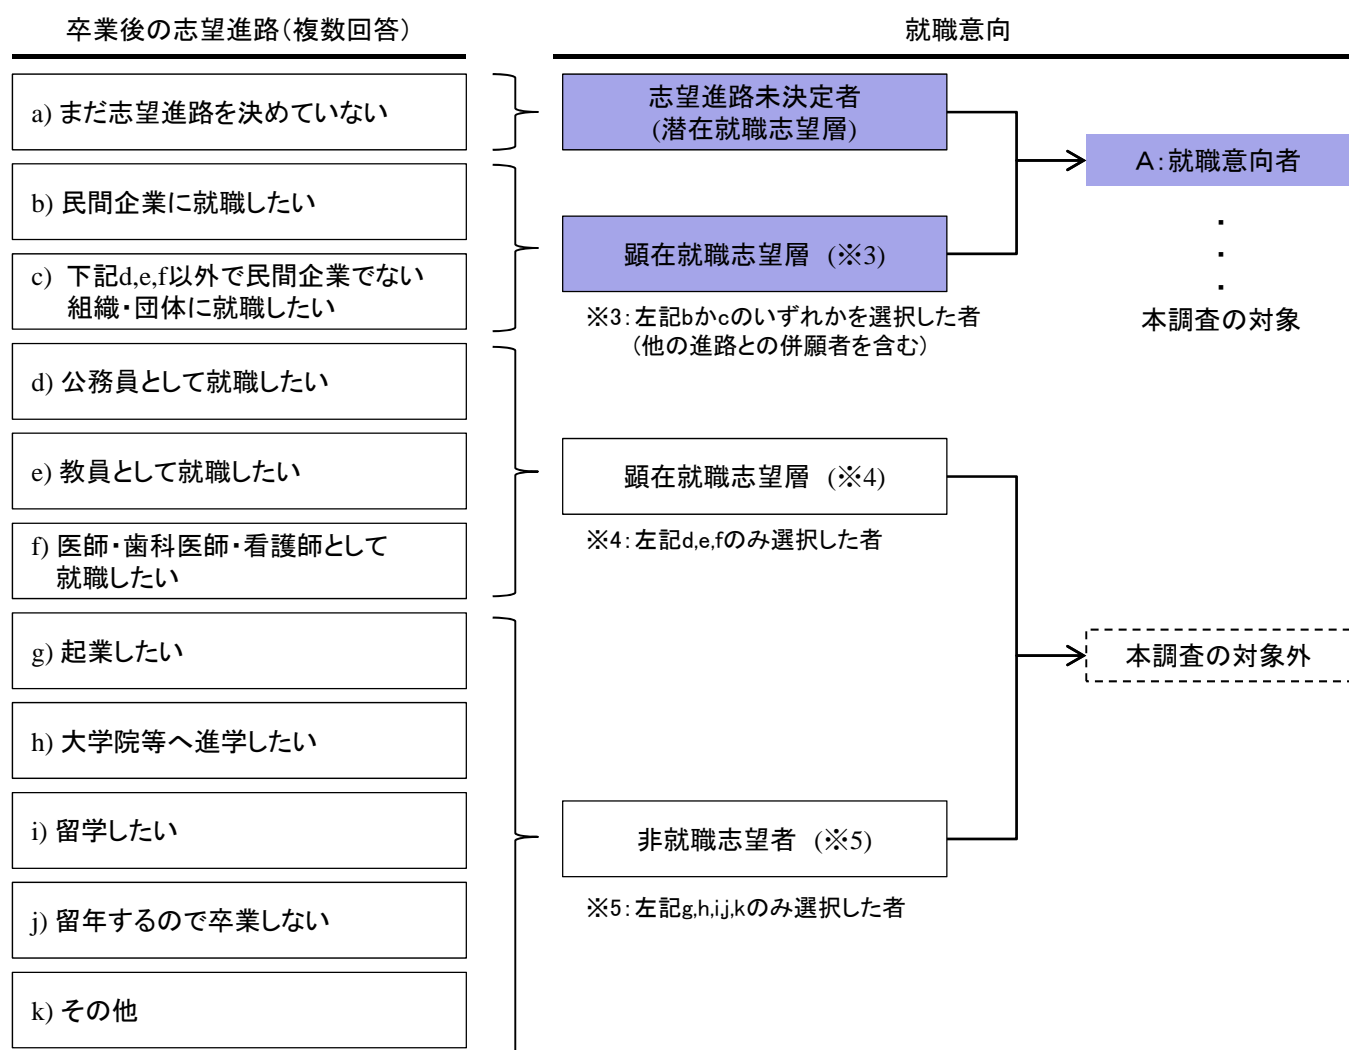 卒業後の志望進路(複数回答)
就職意向
a) まだ志望進路を決めていない
b) 民間企業に就職したい
c) 下記d,e,f以外で民間企業でない
組織・団体に就職したい
d) 公務員として就職したい
e) 教員として就職したい
f) 医師・歯科医師・看護師として
就職したい
g) 起業したい
h) 大学院等へ進学したい
i) 留学したい
j) 留年するので卒業しない
k) その他
志望進路未決定者
(潜在就職志望層)
顕在就職志望層 (※3)
※3:左記bかcのいずれかを選択した者
(他の進路との併願者を含む)
顕在就職志望層 (※4)
※4:左記d,e,fのみ選択した者
非就職志望者 (※5)
※5:左記g,h,i,j,kのみ選択した者
A:就職意向者
・
・
・
本調査の対象
本調査の対象外